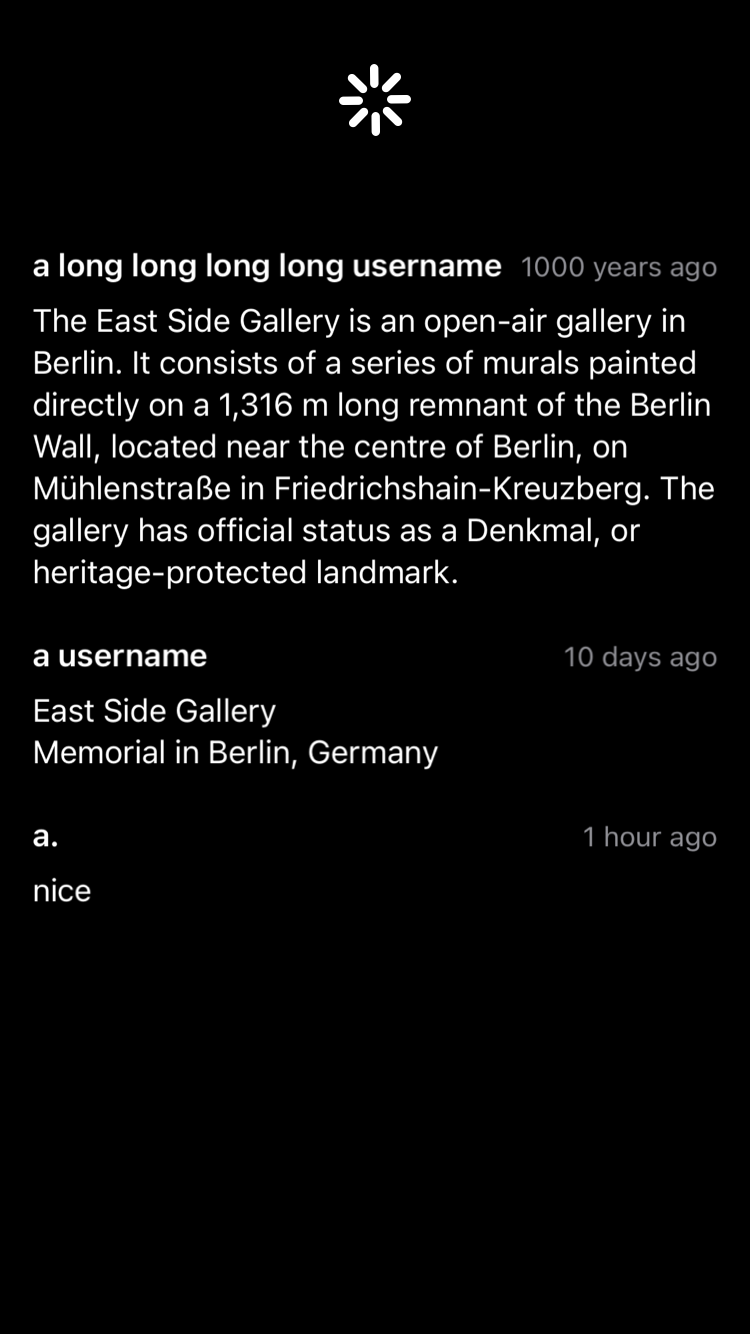 a long long long long username 1000 years ago
The East Side Gallery is an open-air gallery in
Berlin. It consists of a series of murals painted
directly on a 1,316 m long remnant of the Berlin
Wall, located near the centre of Berlin, on
Mühlenstraße in Friedrichshain-Kreuzberg. The
gallery has official status as a Denkmal, or
heritage-protected landmark.
a username 10 days ago
East Side Gallery
Memorial in Berlin, Germany
a. 1 hour ago
nice